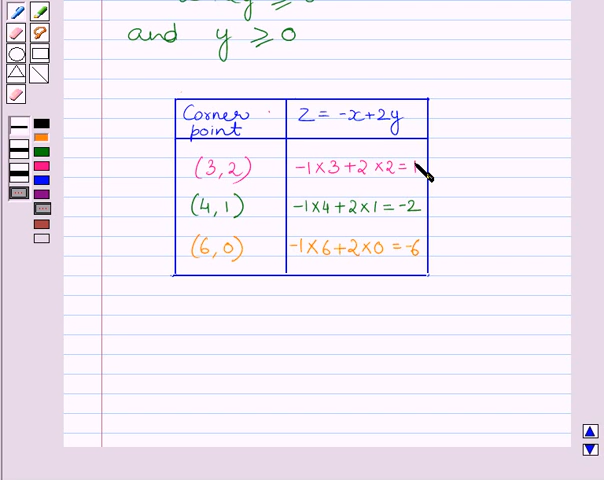 and y ⩾ 0
Corner point Z = -x+2y
(3, 2) -1×3+2×2=1
(4, 1) -1×4+2×1=-2
(6, 0) -1×6+2×0=-6